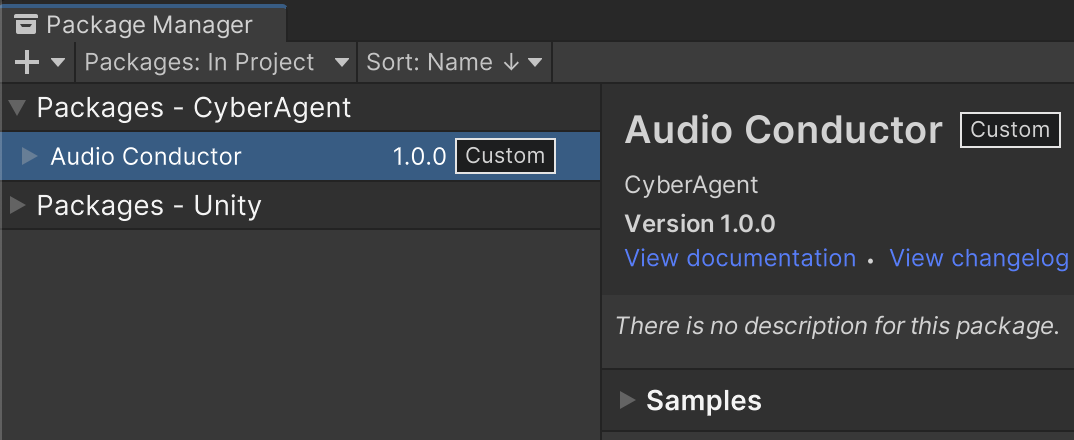 Package Manager
Packages: In Project
Sort: Name ↓
Packages - CyberAgent
Audio Conductor 1.0.0 Custom
Packages - Unity
Audio Conductor Custom
CyberAgent
Version 1.0.0
View documentation • View changelog
There is no description for this package.
Samples